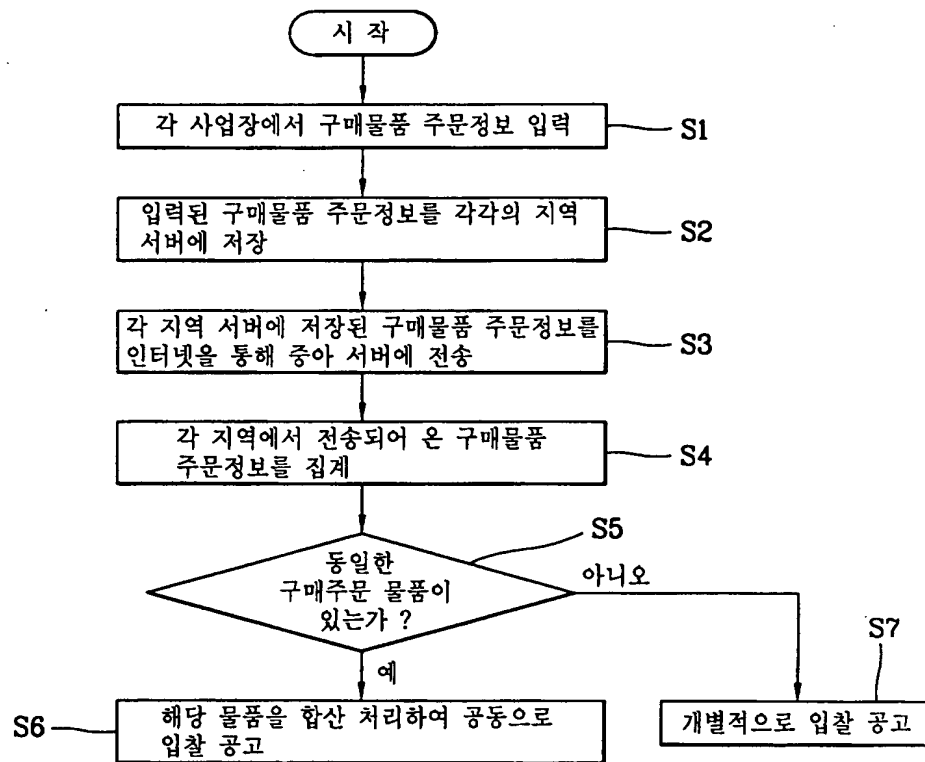 시 작
각 사업장에서 구매물품 주문정보 입력
S1
입력된 구매물품 주문정보를 각각의 지역
서버에 저장
S2
각 지역 서버에 저장된 구매물품 주문정보를
인터넷을 통해 중아 서버에 전송
S3
각 지역에서 전송되어 온 구매물품
주문정보를 집계
S4
S5
동일한
구매주문 물품이
있는가 ?
아니오
예
S7
S6
해당 물품을 합산 처리하여 공동으로
입찰 공고
개별적으로 입찰 공고